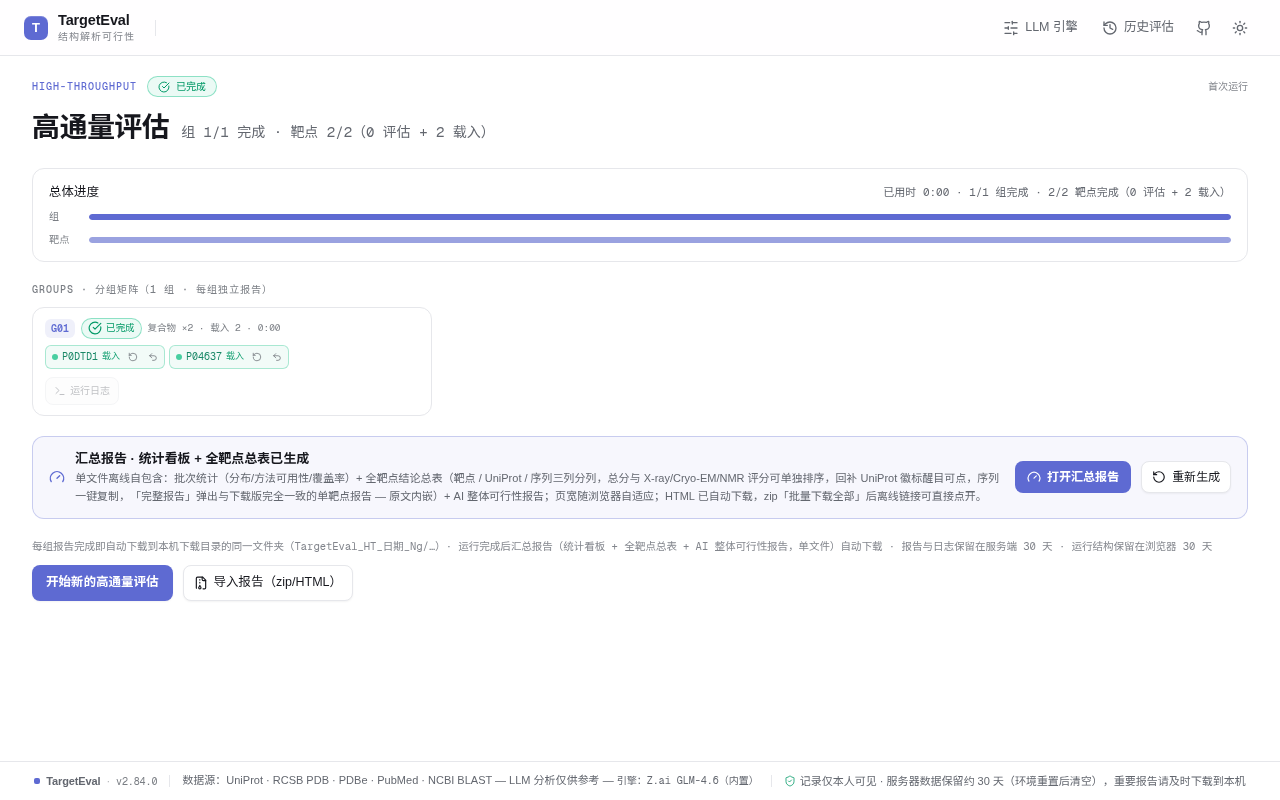 T TargetEval
结构解析可行性
LLM 引擎 历史评估
HIGH-THROUGHPUT 已完成 首次运行
高通量评估 组 1/1 完成 · 靶点 2/2（0 评估 + 2 载入）
总体进度 已用时 0:00 · 1/1 组完成 · 2/2 靶点完成（0 评估 + 2 载入）
组
靶点
GROUPS · 分组矩阵（1 组 · 每组独立报告）
G01 已完成 复合物 ×2 · 载入 2 · 0:00
P0DTD1 载入 P04637 载入
运行日志
汇总报告 · 统计看板 + 全靶点总表已生成
单文件离线自包含：批次统计（分布/方法可用性/覆盖率）+ 全靶点结论总表（靶点 / UniProt / 序列三列分列，总分与 X-ray/Cryo-EM/NMR 评分可单独排序，回补 UniProt 徽标醒目可点，序列
一键复制，「完整报告」弹出与下载版完全一致的单靶点报告 — 原文内嵌）+ AI 整体可行性报告；页宽随浏览器自适应；HTML 已自动下载，zip「批量下载全部」后离线链接可直接点开。
打开汇总报告 重新生成
每组报告完成即自动下载到本机下载目录的同一文件夹（TargetEval_HT_日期_Ng/…）· 运行完成后汇总报告（统计看板 + 全靶点总表 + AI 整体可行性报告，单文件）自动下载 · 报告与日志保留在服务端 30 天 · 运行结构保留在浏览器 30 天
开始新的高通量评估 导入报告（zip/HTML）
TargetEval · v2.84.0 数据源：UniProt · RCSB PDB · PDBe · PubMed · NCBI BLAST — LLM 分析仅供参考 — 引擎：Z.ai GLM-4.6（内置） 记录仅本人可见 · 服务器数据保留约 30 天（环境重置后清空），重要报告请及时下载到本机